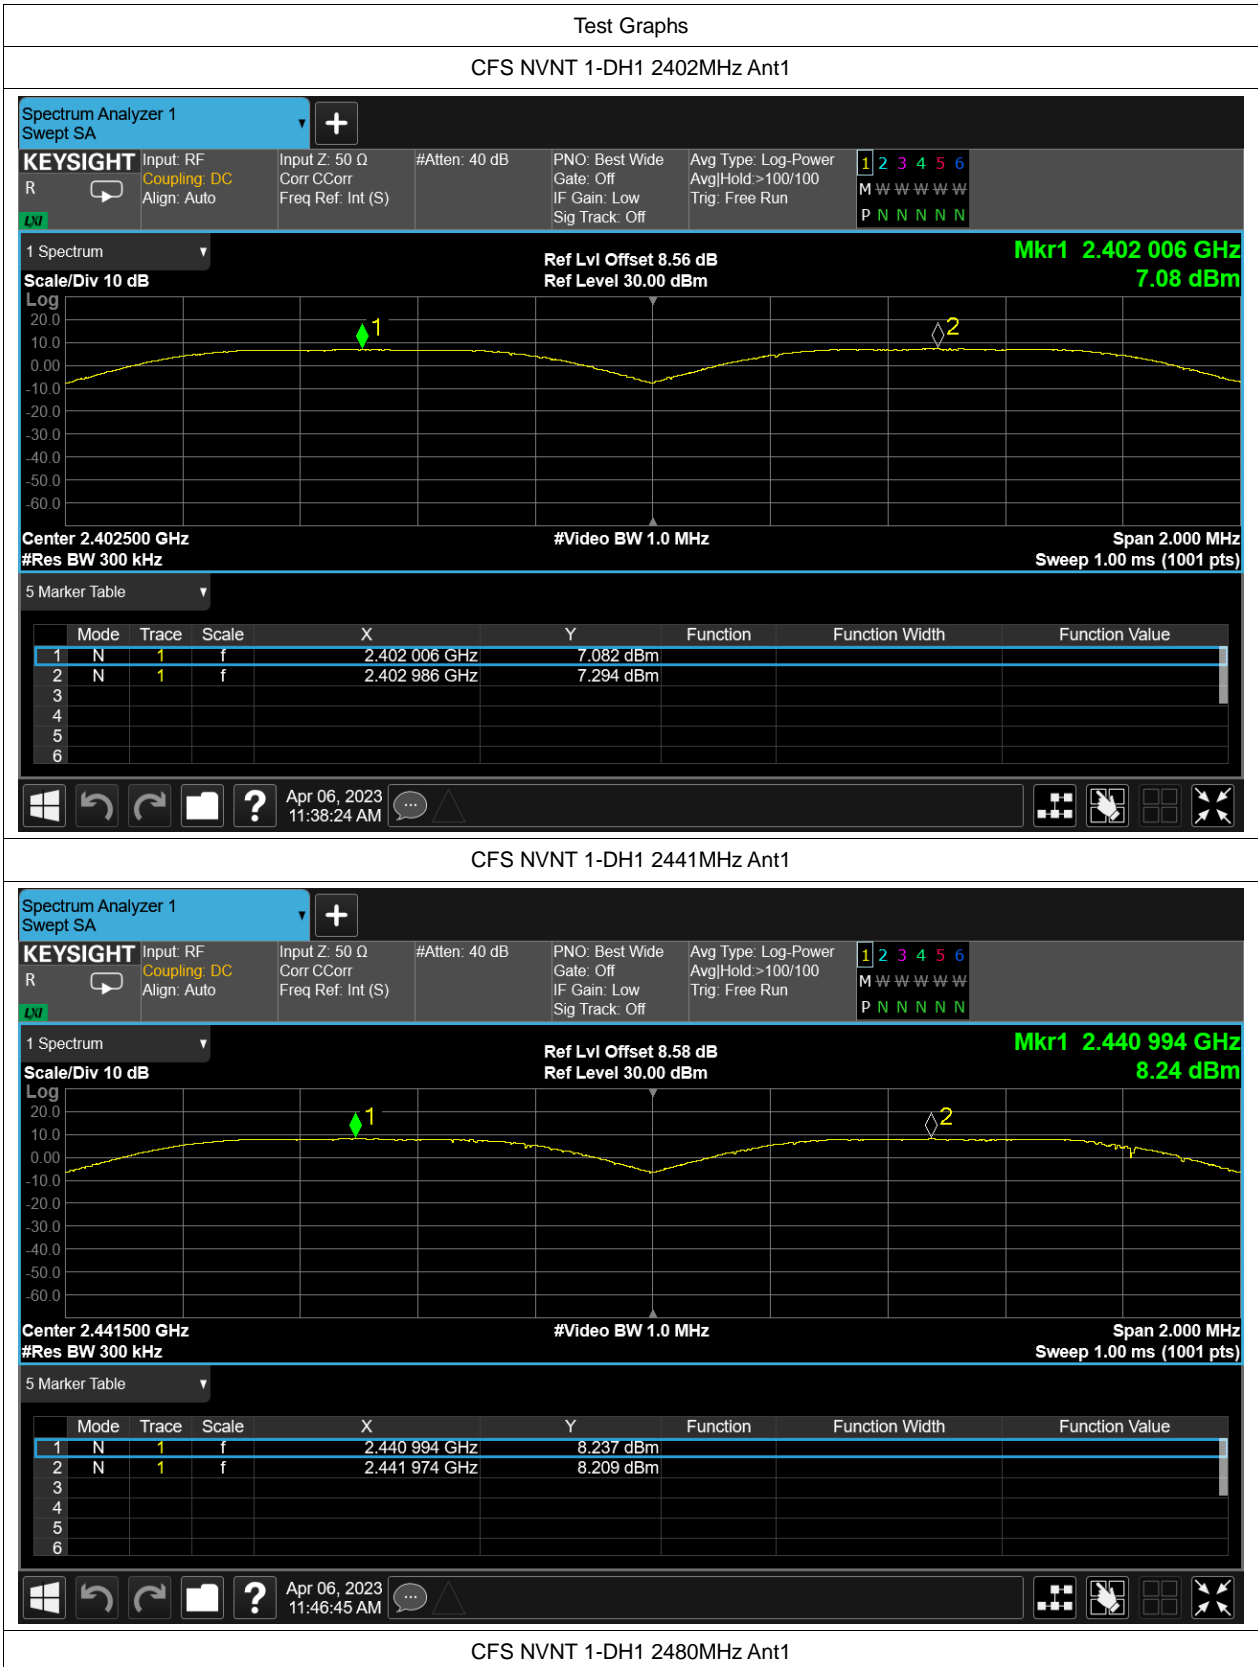 Test Graphs
CFS NVNT 1-DH1 2402MHz Ant1
Spectrum Analyzer 1
Swept SA
KEYSIGHT Input: RF Input Z: 50 Ω #Atten: 40 dB PNO: Best Wide Avg Type: Log-Power 1 2 3 4 5 6
R Coupling: DC Corr CCorr Gate: Off Avg|Hold:>100/100 M W W W W W
Align: Auto Freq Ref: Int (S) IF Gain: Low Trig: Free Run
LXI Sig Track: Off P N N N N N
1 Spectrum Ref Lvl Offset 8.56 dB Mkr1 2.402 006 GHz
Scale/Div 10 dB Ref Level 30.00 dBm 7.08 dBm
Log
20.0
10.0
0.00
-10.0
-20.0
-30.0
-40.0
-50.0
-60.0
1
2
Center 2.402500 GHz #Video BW 1.0 MHz Span 2.000 MHz
#Res BW 300 kHz Sweep 1.00 ms (1001 pts)
5 Marker Table
Mode Trace Scale X Y Function Function Width Function Value
1 N 1 f 2.402 006 GHz 7.082 dBm
2 N 1 f 2.402 986 GHz 7.294 dBm
3
4
5
6
? Apr 06, 2023
11:38:24 AM
CFS NVNT 1-DH1 2441MHz Ant1
Spectrum Analyzer 1
Swept SA
KEYSIGHT Input: RF Input Z: 50 Ω #Atten: 40 dB PNO: Best Wide Avg Type: Log-Power 1 2 3 4 5 6
R Coupling: DC Corr CCorr Gate: Off Avg|Hold:>100/100 M W W W W W
Align: Auto Freq Ref: Int (S) IF Gain: Low Trig: Free Run
LXI Sig Track: Off P N N N N N
1 Spectrum Ref Lvl Offset 8.58 dB Mkr1 2.440 994 GHz
Scale/Div 10 dB Ref Level 30.00 dBm 8.24 dBm
Log
20.0
10.0
0.00
-10.0
-20.0
-30.0
-40.0
-50.0
-60.0
1
2
Center 2.441500 GHz #Video BW 1.0 MHz Span 2.000 MHz
#Res BW 300 kHz Sweep 1.00 ms (1001 pts)
5 Marker Table
Mode Trace Scale X Y Function Function Width Function Value
1 N 1 f 2.440 994 GHz 8.237 dBm
2 N 1 f 2.441 974 GHz 8.209 dBm
3
4
5
6
? Apr 06, 2023
11:46:45 AM
CFS NVNT 1-DH1 2480MHz Ant1